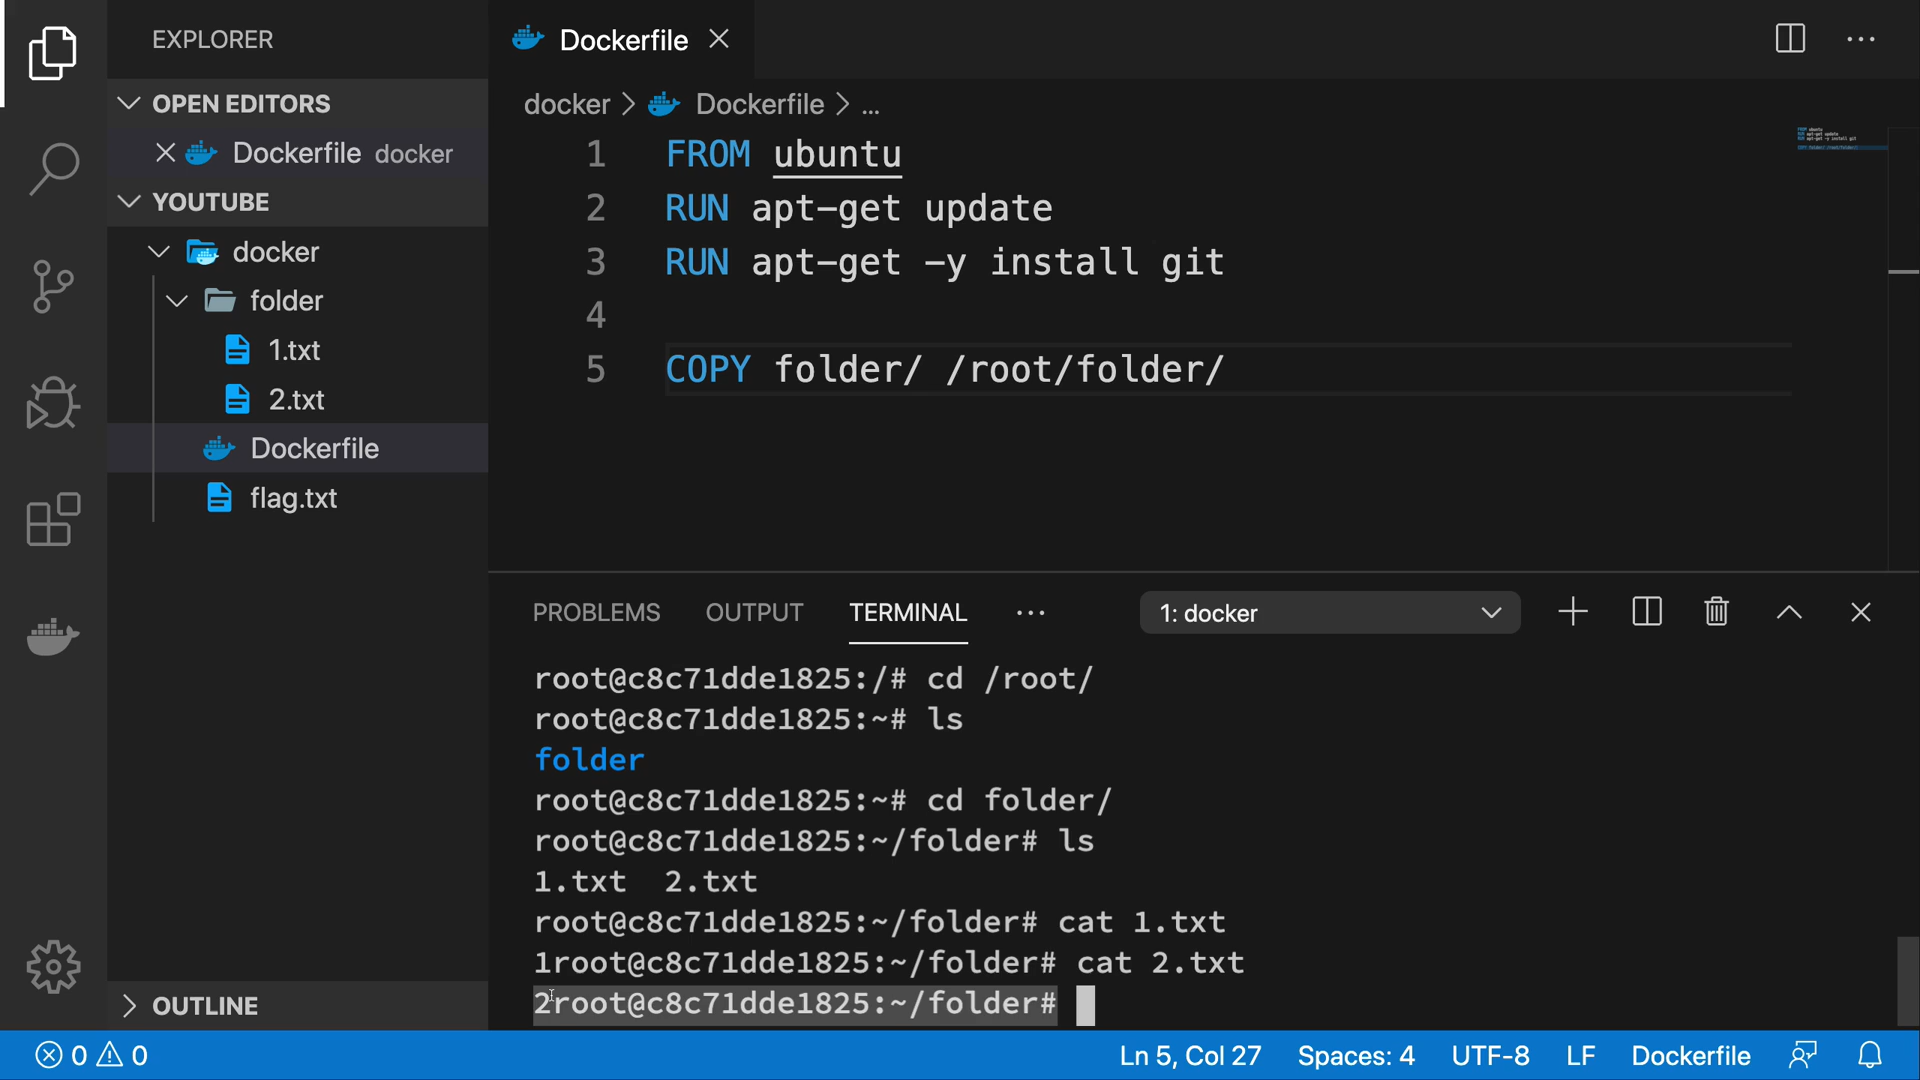 EXPLORER
OPEN EDITORS
Dockerfile docker
YOUTUBE
docker
folder
1.txt
2.txt
Dockerfile
flag.txt
OUTLINE
Dockerfile
docker > Dockerfile > ...
1 FROM ubuntu
2 RUN apt-get update
3 RUN apt-get -y install git
4
5 COPY folder/ /root/folder/
PROBLEMS OUTPUT TERMINAL ... 1: docker
root@c8c71dde1825:/# cd /root/
root@c8c71dde1825:~# ls
folder
root@c8c71dde1825:~# cd folder/
root@c8c71dde1825:~/folder# ls
1.txt  2.txt
root@c8c71dde1825:~/folder# cat 1.txt
1root@c8c71dde1825:~/folder# cat 2.txt
2root@c8c71dde1825:~/folder#
0 0 Ln 5, Col 27 Spaces: 4 UTF-8 LF Dockerfile